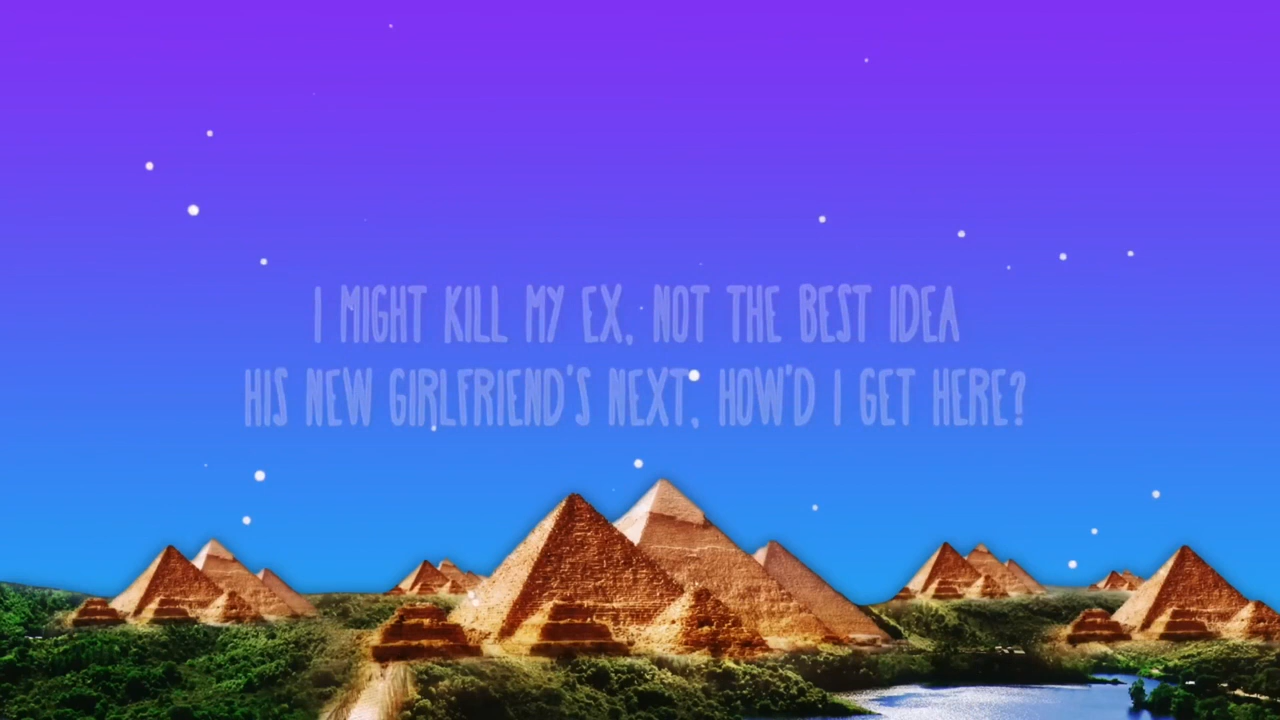 I MIGHT KILL MY EX, NOT THE BEST IDEA
HIS NEW GIRLFRIEND'S NEXT, HOW'D I GET HERE?